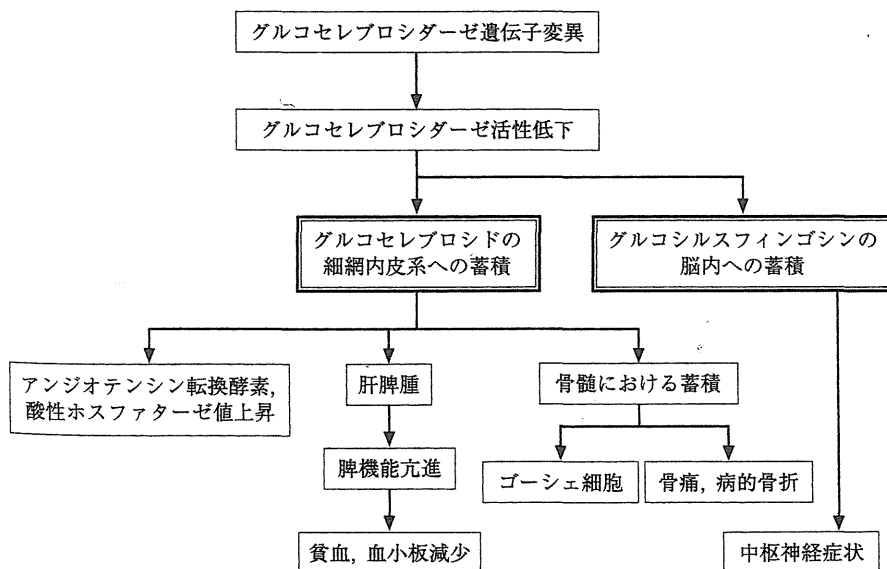 グルコセレブロシダーゼ遺伝子変異
グルコセレブロシダーゼ活性低下
グルコセレブロシドの
細網内皮系への蓄積
グルコシルスフィンゴシンの
脳内への蓄積
アンジオテンシン転換酵素,
酸性ホスファターゼ値上昇
肝脾腫
骨髄における蓄積
脾機能亢進
ゴーシェ細胞
骨痛, 病的骨折
貧血, 血小板減少
中枢神経症状